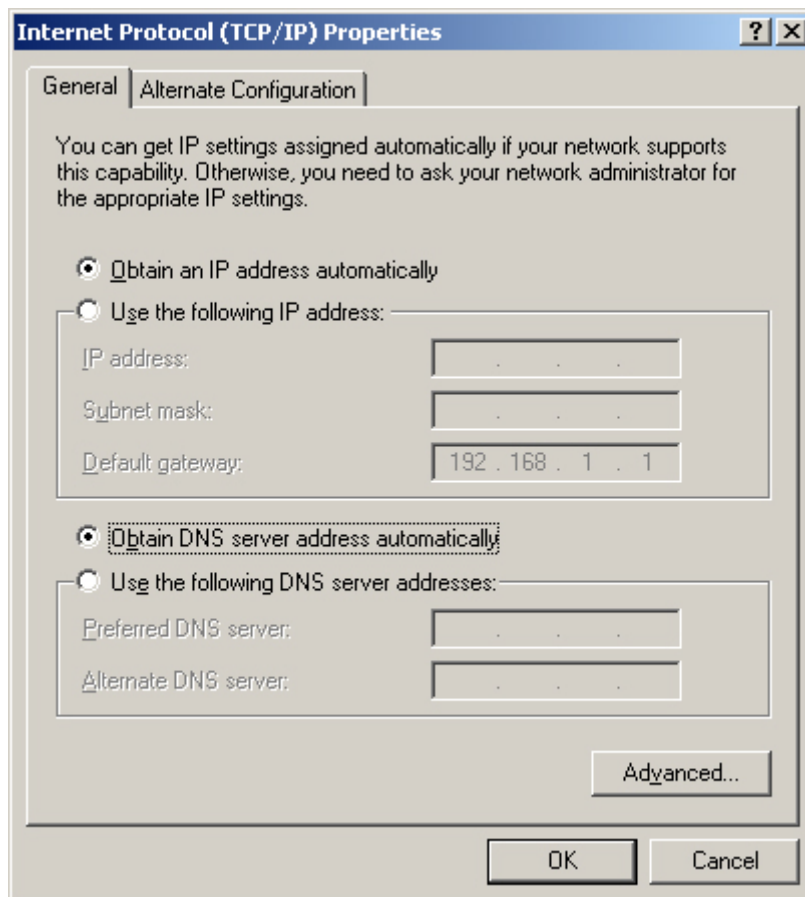 Internet Protocol (TCP/IP) Properties
General
Alternate Configuration
You can get IP settings assigned automatically if your network supports
this capability. Otherwise, you need to ask your network administrator for
the appropriate IP settings.
Obtain an IP address automatically
Use the following IP address:
IP address:
Subnet mask:
Default gateway: 192 . 168 . 1 . 1
Obtain DNS server address automatically
Use the following DNS server addresses:
Preferred DNS server:
Alternate DNS server:
Advanced...
OK
Cancel